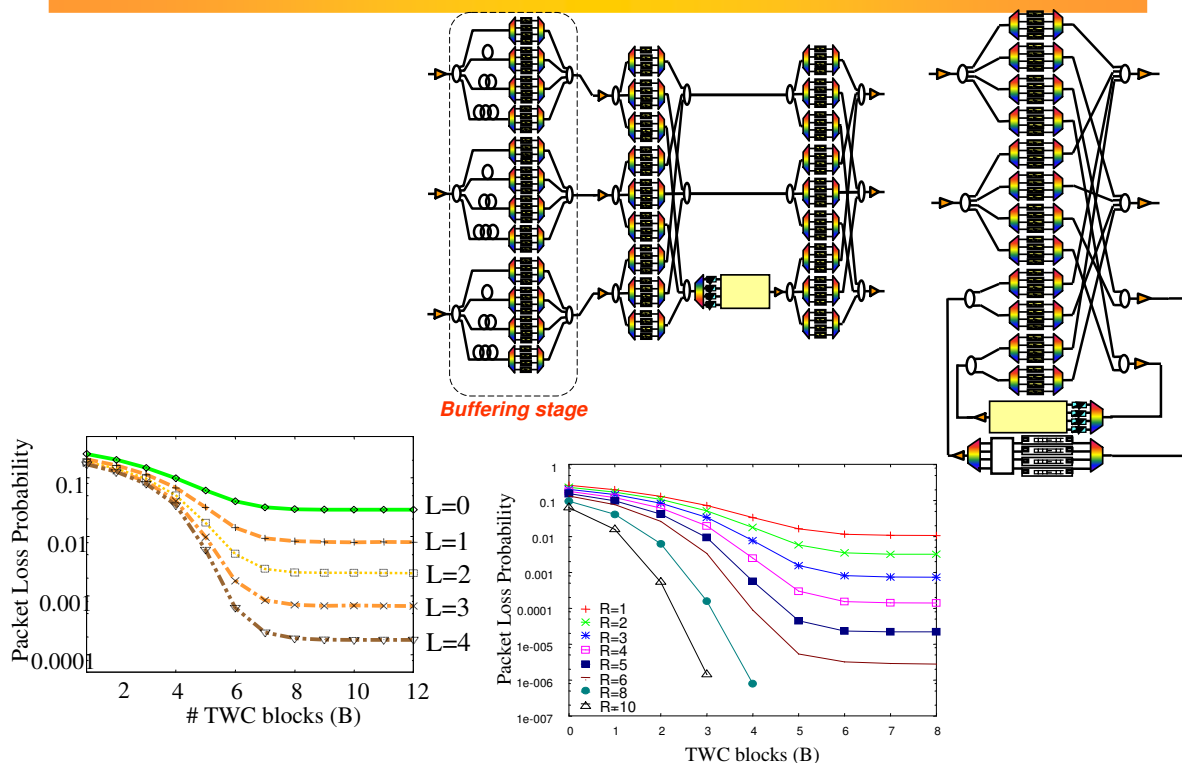 Buffering stage
Packet Loss Probability
0.1
0.01
0.001
0.0001
L=0
L=1
L=2
L=3
L=4
2 4 6 8 10 12
# TWC blocks (B)
Packet Loss Probability
1
0.1
0.01
0.001
0.0001
1e-005
1e-006
1e-007
R=1
R=2
R=3
R=4
R=5
R=6
R=8
R=10
0 1 2 3 4 5 6 7 8
TWC blocks (B)